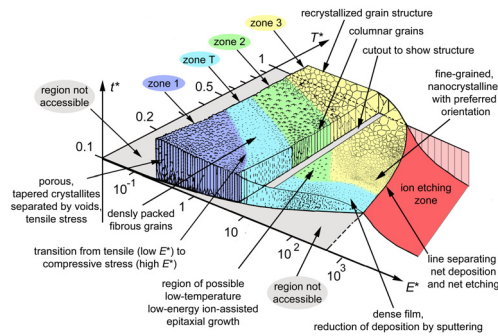 recrystallized grain structure
columnar grains
cutout to show structure
zone 3
zone 2
zone T
zone 1
T*
fine-grained,
nanocrystalline
with preferred
orientation
region not
accessible
t*
1
0.5
0.2
0.1
10-1
1
10
10²
10³
E*
porous,
tapered crystallites
separated by voids,
tensile stress
densly packed
fibrous grains
ion etching
zone
transition from tensile (low E*) to
compressive stress (high E*)
region of possible
low-temperature
low-energy ion-assisted
epitaxial growth
region not
accessible
line separating
net deposition
and net etching
dense film,
reduction of deposition by sputtering